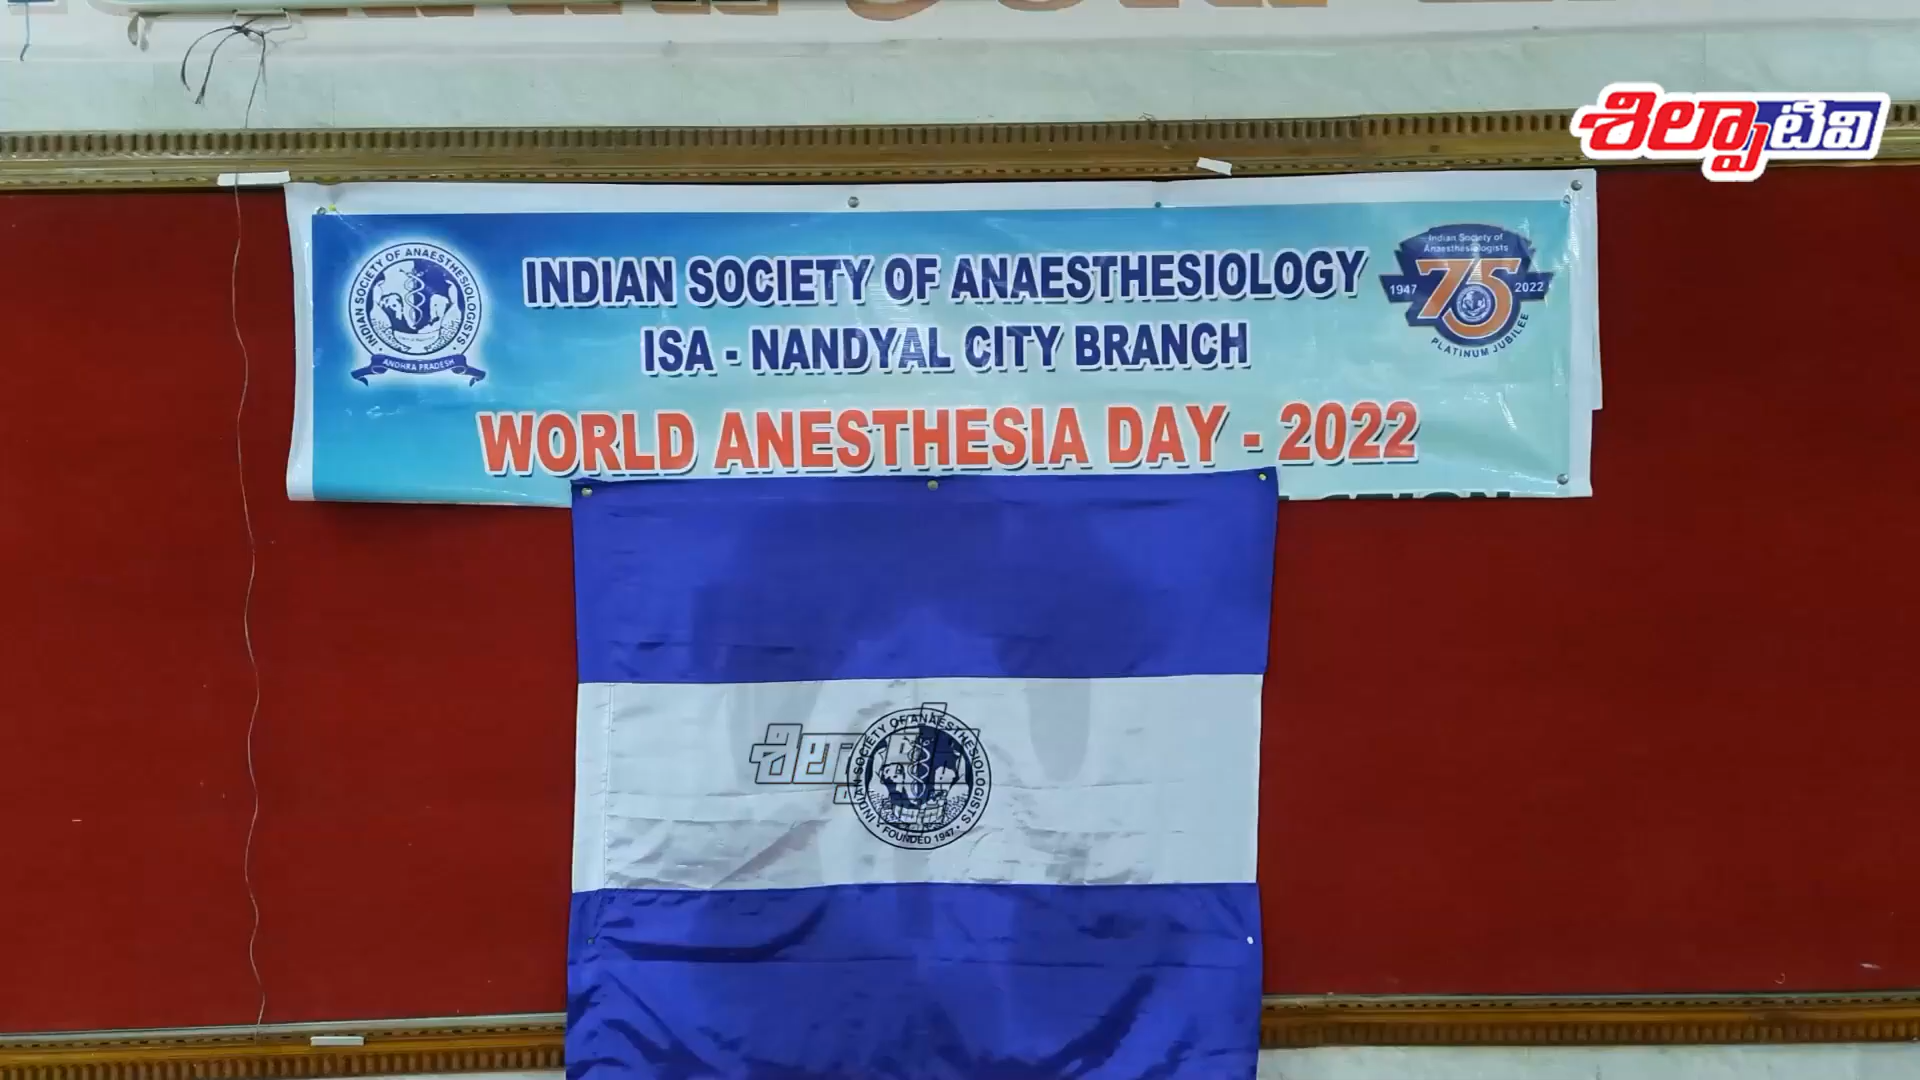 శిల్పాటీవి
INDIAN SOCIETY OF ANAESTHESIOLOGISTS
ANDHRA PRADESH
INDIAN SOCIETY OF ANAESTHESIOLOGY
ISA - NANDYAL CITY BRANCH
WORLD ANESTHESIA DAY - 2022
Indian Society of
Anaesthesiologists
1947 75 2022
PLATINUM JUBILEE
INDIAN SOCIETY OF ANAESTHESIOLOGISTS
FOUNDED 1947